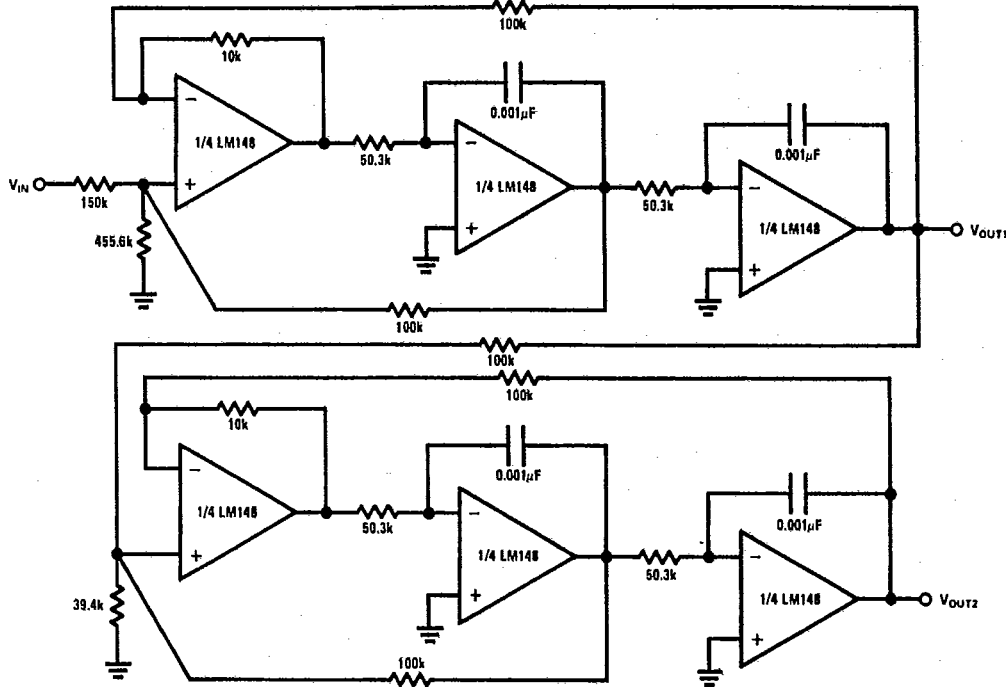 100k
10k
0.001µF
1/4 LM148
50.3k
1/4 LM148
0.001µF
VIN
150k
50.3k
1/4 LM148
455.6k
VOUT1
100k
100k
100k
10k
0.001µF
1/4 LM148
50.3k
1/4 LM148
0.001µF
50.3k
1/4 LM148
39.4k
VOUT2
100k